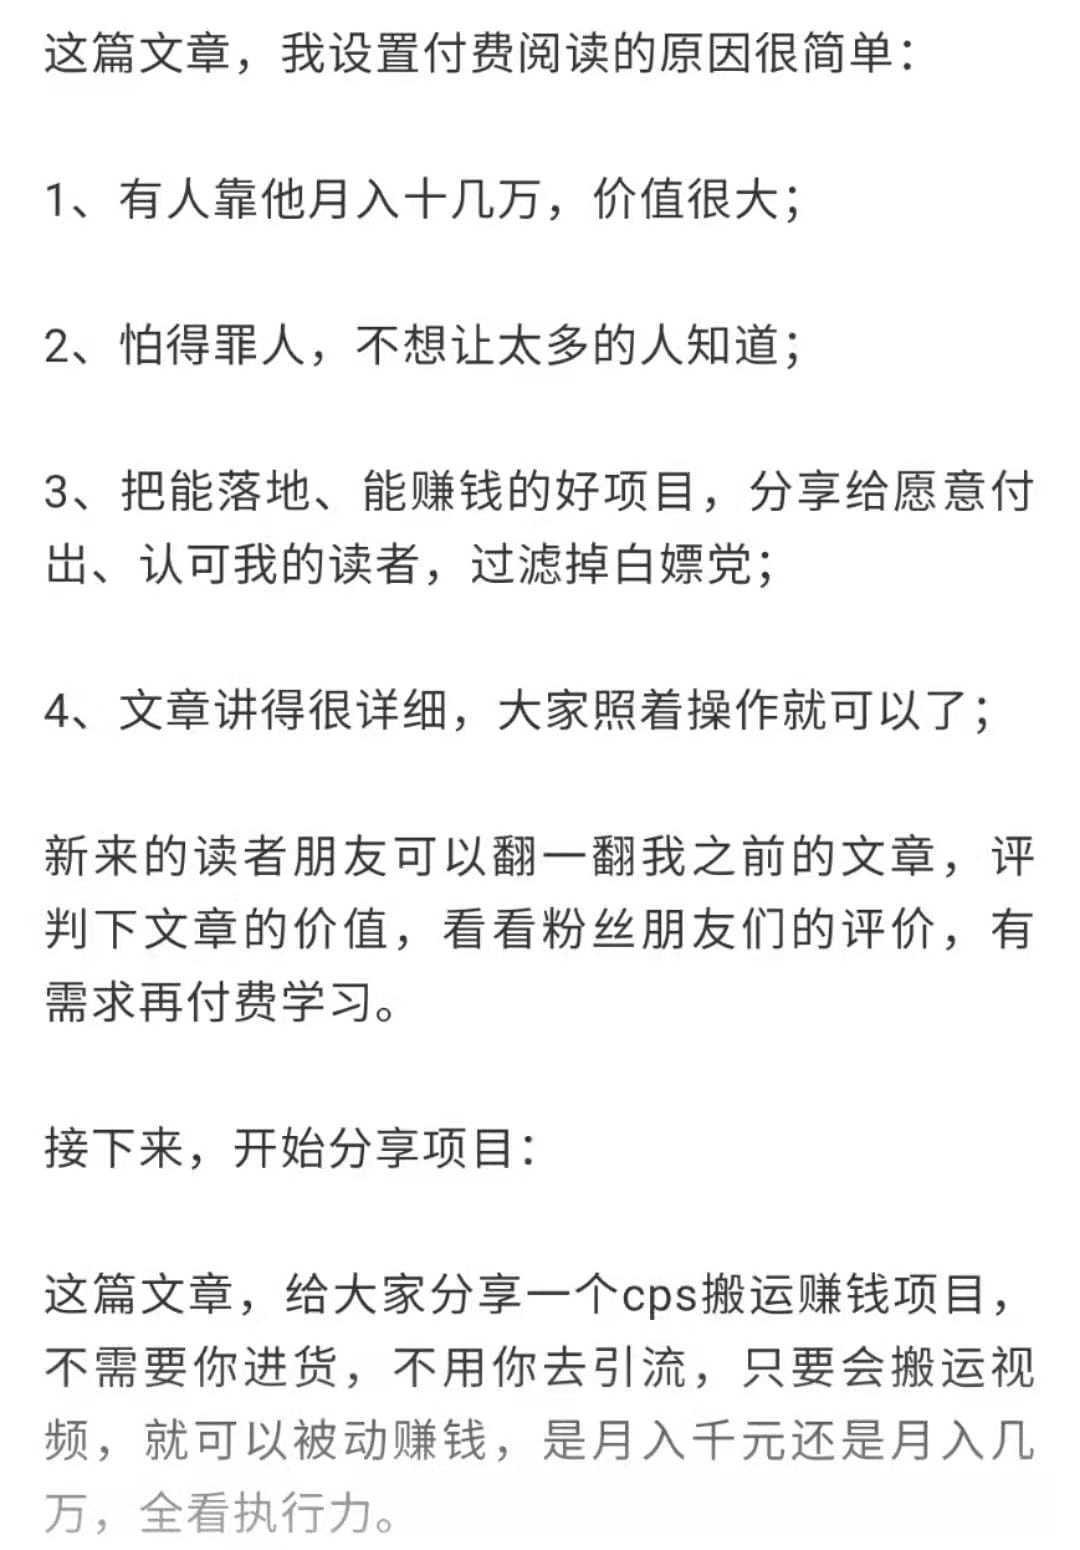 这篇文章，我设置付费阅读的原因很简单：
1、有人靠他月入十几万，价值很大；
2、怕得罪人，不想让太多的人知道；
3、把能落地、能赚钱的好项目，分享给愿意付
出、认可我的读者，过滤掉白嫖党；
4、文章讲得很详细，大家照着操作就可以了；
新来的读者朋友可以翻一翻我之前的文章，评
判下文章的价值，看看粉丝朋友们的评价，有
需求再付费学习。
接下来，开始分享项目：
这篇文章，给大家分享一个cps搬运赚钱项目，
不需要你进货，不用你去引流，只要会搬运视
频，就可以被动赚钱，是月入千元还是月入几
万，全看执行力。